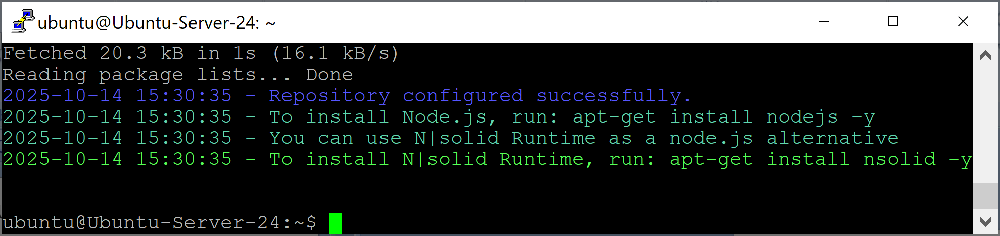 ubuntu@Ubuntu-Server-24: ~
Fetched 20.3 kB in 1s (16.1 kB/s)
Reading package lists... Done
2025-10-14 15:30:35 - Repository configured successfully.
2025-10-14 15:30:35 - To install Node.js, run: apt-get install nodejs -y
2025-10-14 15:30:35 - You can use N|solid Runtime as a node.js alternative
2025-10-14 15:30:35 - To install N|solid Runtime, run: apt-get install nsolid -y
ubuntu@Ubuntu-Server-24:~$